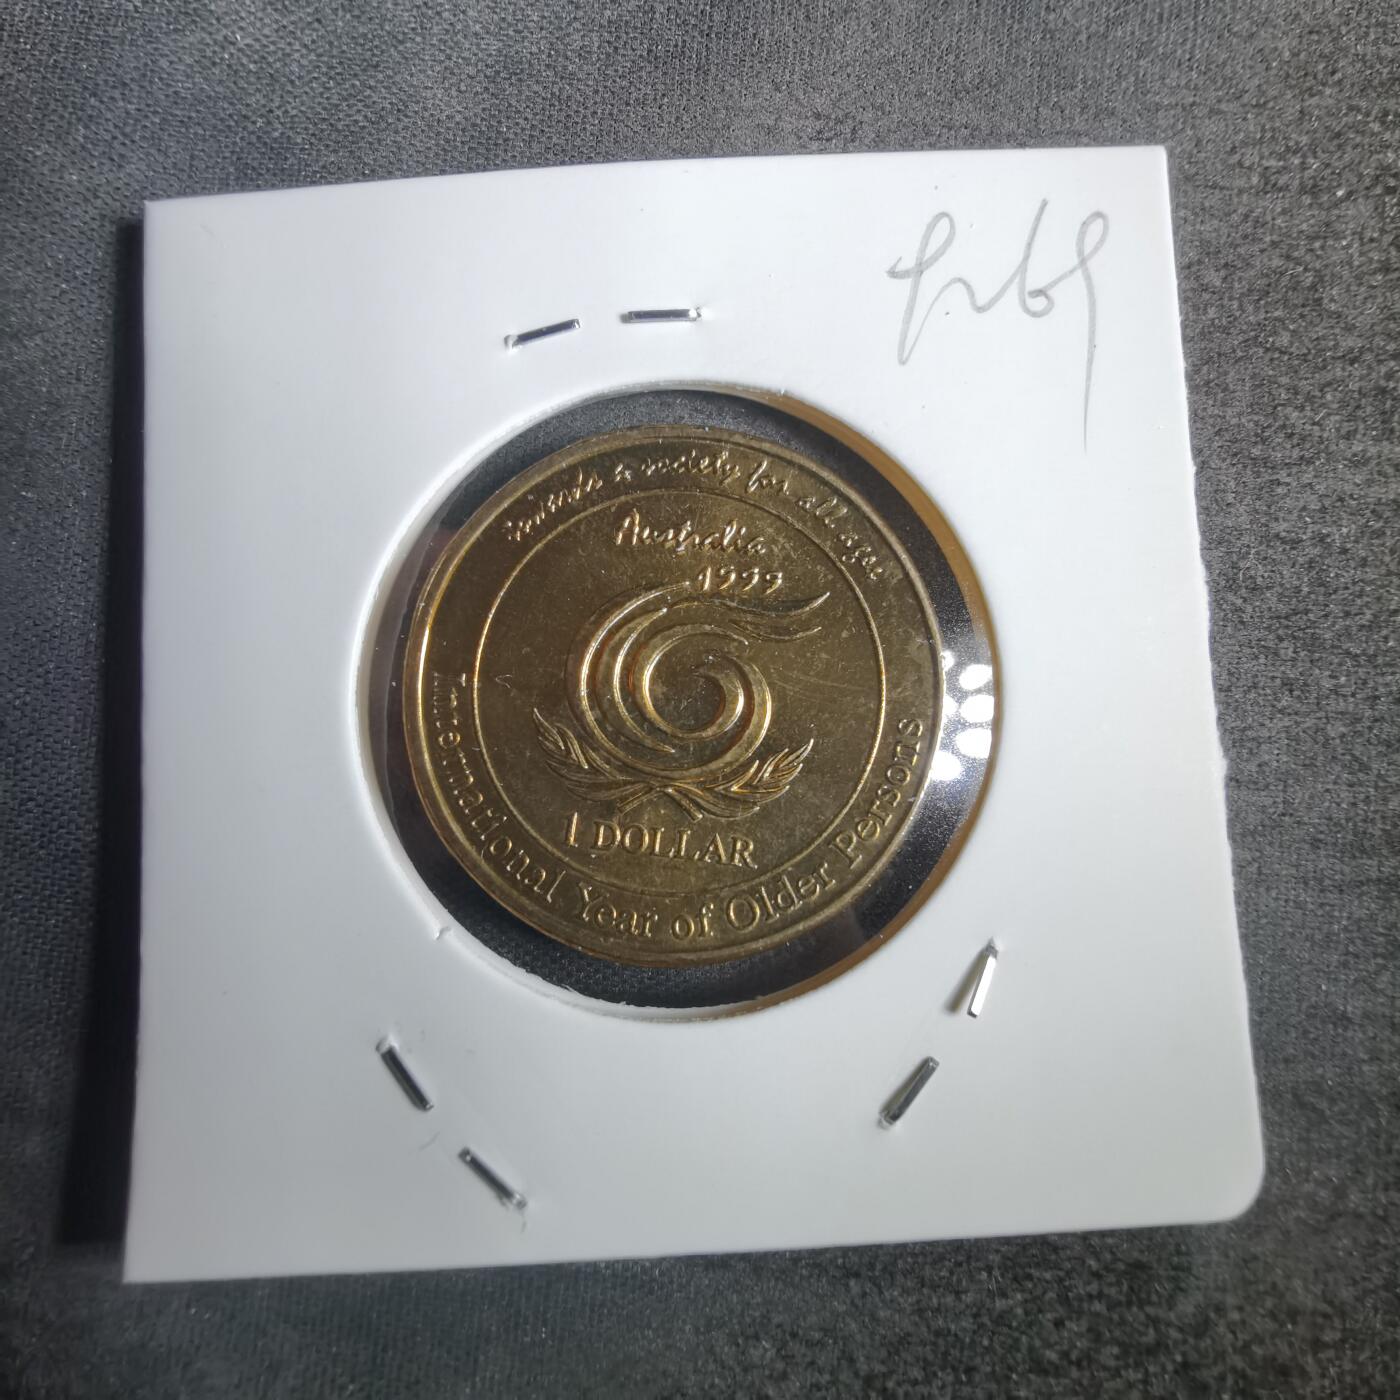 towards a society for all ages
Australia
1999
1 DOLLAR
International Year of Older Persons